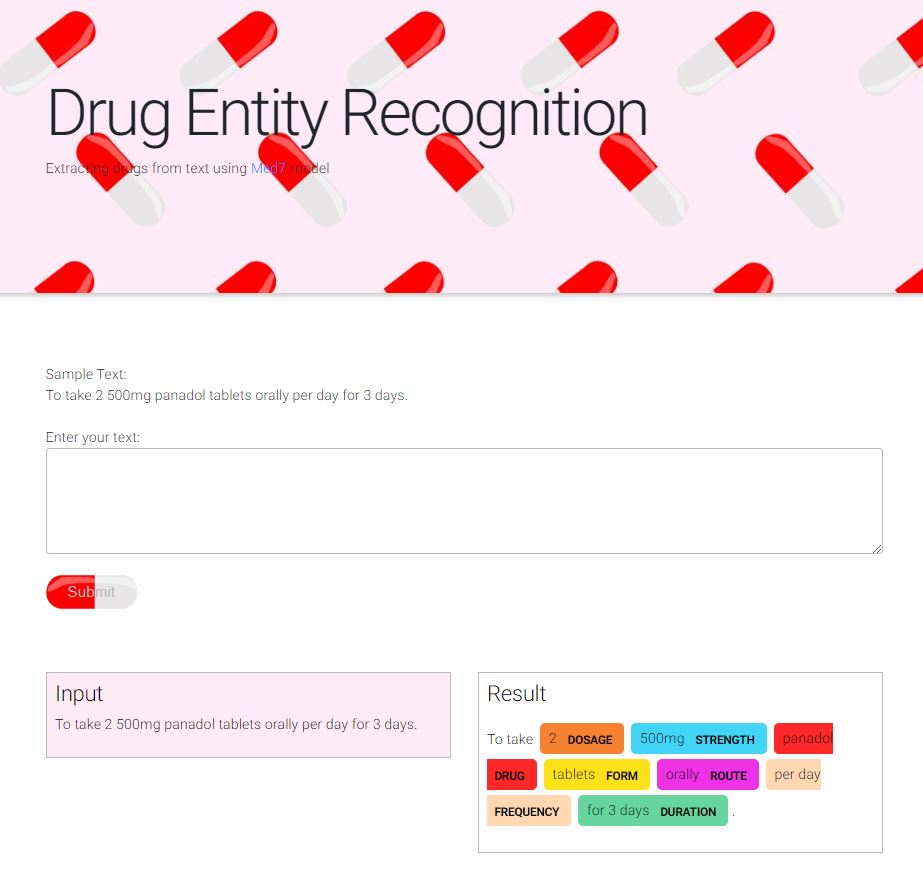 Drug Entity Recognition
Extracting drugs from text using Med7 model
Sample Text:
To take 2 500mg panadol tablets orally per day for 3 days.
Enter your text:
Submit
Input
To take 2 500mg panadol tablets orally per day for 3 days.
Result
To take 2 DOSAGE 500mg STRENGTH panadol
DRUG tablets FORM orally ROUTE per day
FREQUENCY for 3 days DURATION .